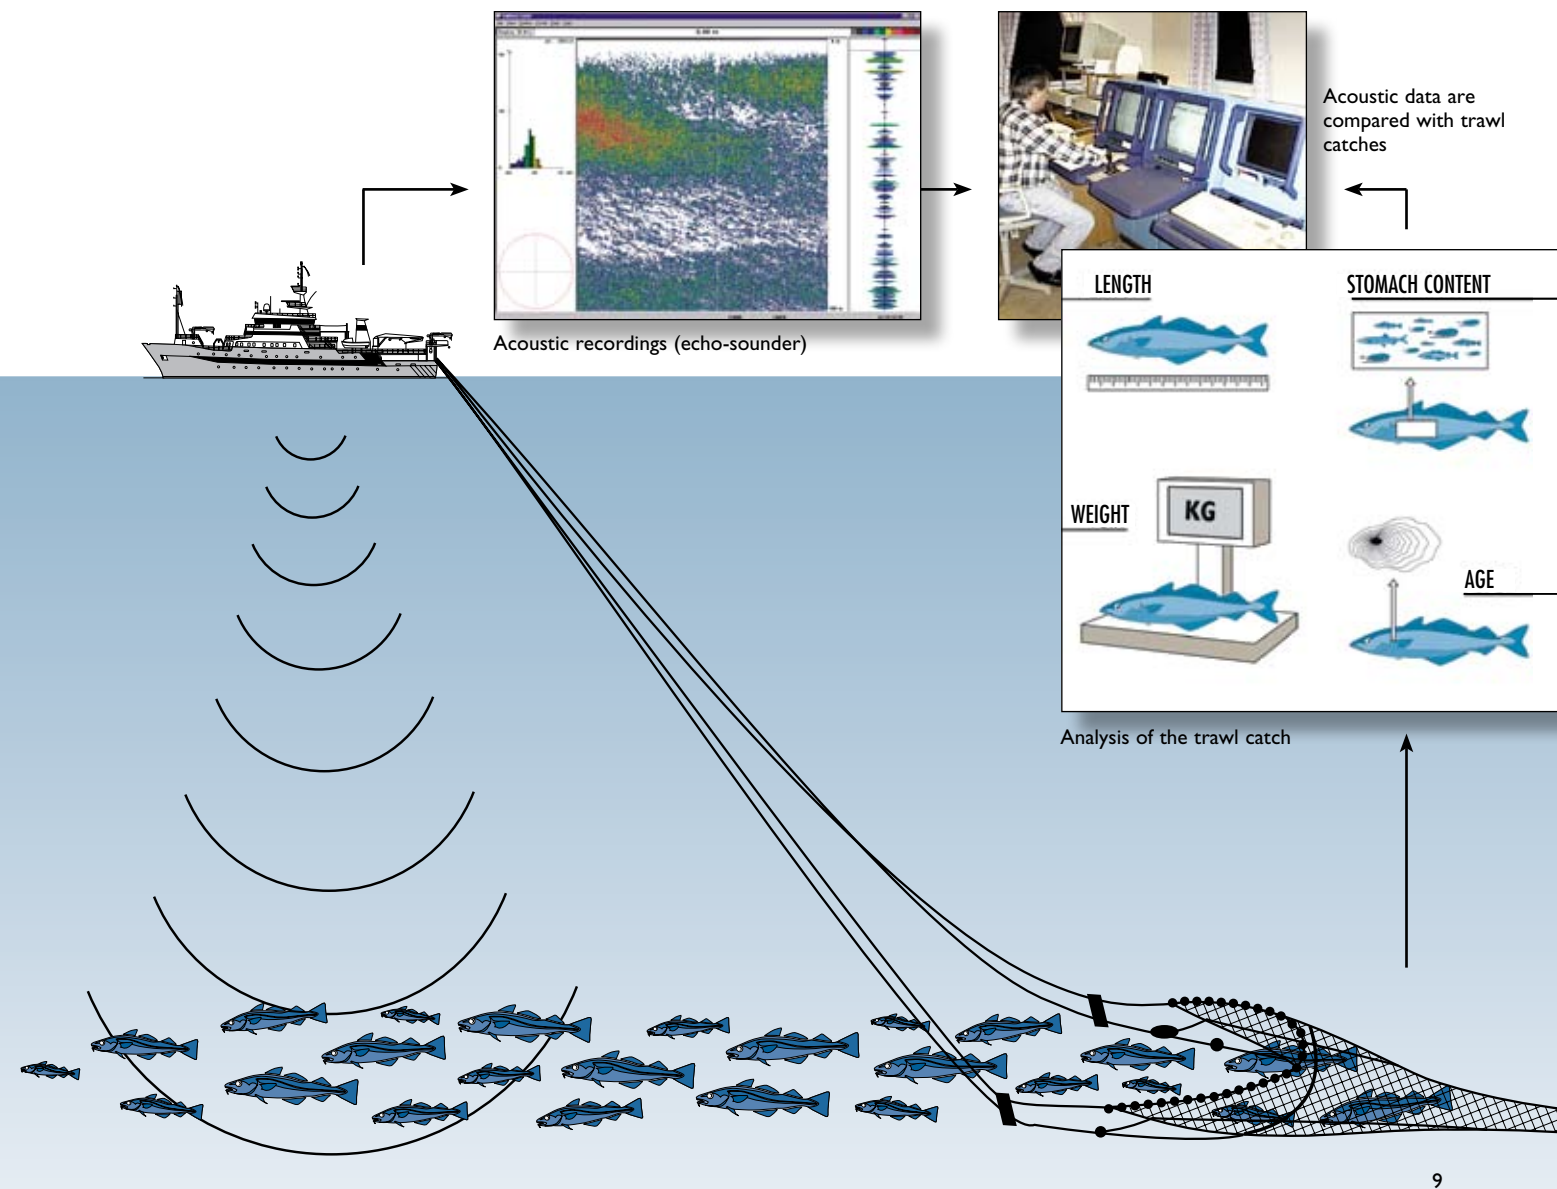 Acoustic data are
compared with trawl
catches
Acoustic recordings (echo-sounder)
LENGTH
STOMACH CONTENT
WEIGHT
KG
AGE
Analysis of the trawl catch
9